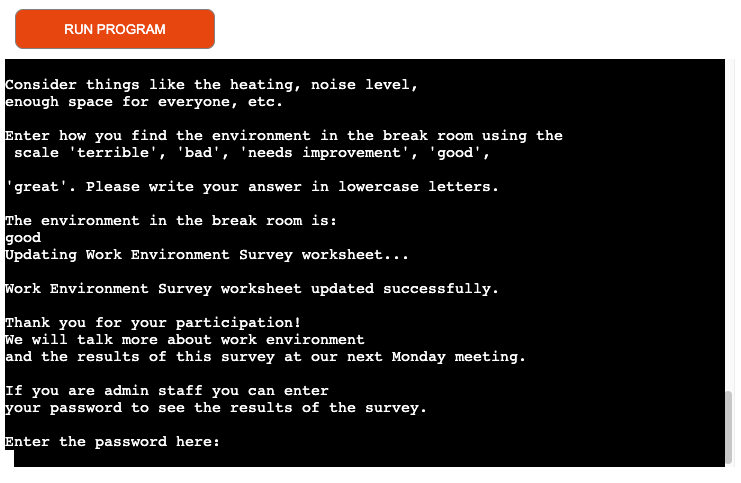 RUN PROGRAM
Consider things like the heating, noise level,
enough space for everyone, etc.
Enter how you find the environment in the break room using the
scale 'terrible', 'bad', 'needs improvement', 'good',
'great'. Please write your answer in lowercase letters.
The environment in the break room is:
good
Updating Work Environment Survey worksheet...
Work Environment Survey worksheet updated successfully.
Thank you for your participation!
We will talk more about work environment
and the results of this survey at our next Monday meeting.
If you are admin staff you can enter
your password to see the results of the survey.
Enter the password here: